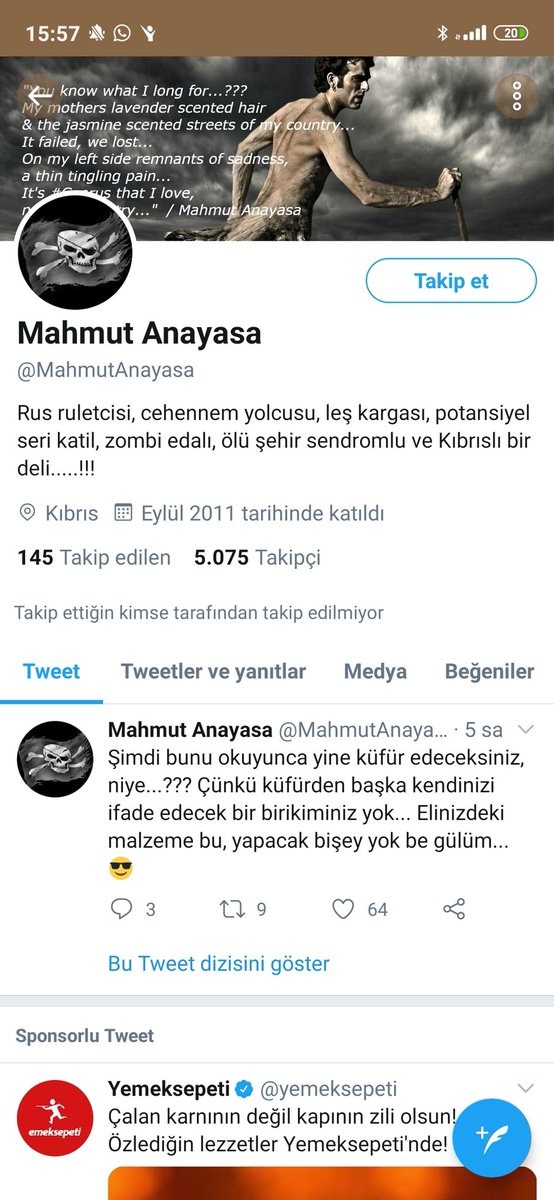 15:57
20
"You know what I long for...???
My mothers lavender scented hair
& the jasmine scented streets of my country...
It failed, we lost...
On my left side remnants of sadness,
a thin tingling pain...
It's that I love,
/ Mahmut Anayasa
Takip et
Mahmut Anayasa
@MahmutAnayasa
Rus ruletcisi, cehennem yolcusu, leş kargası, potansiyel
seri katil, zombi edalı, ölü şehir sendromlu ve Kıbrıslı bir
deli.....!!!
Kıbrıs Eylül 2011 tarihinde katıldı
145 Takip edilen 5.075 Takipçi
Takip ettiğin kimse tarafından takip edilmiyor
Tweet Tweetler ve yanıtlar Medya Beğeniler
Mahmut Anayasa @MahmutAnaya... · 5 sa
Şimdi bunu okuyunca yine küfür edeceksiniz,
niye...??? Çünkü küfürden başka kendinizi
ifade edecek bir birikiminiz yok... Elinizdeki
malzeme bu, yapacak bişey yok be gülüm...
😎
3 9 64
Bu Tweet dizisini göster
Sponsorlu Tweet
Yemeksepeti @yemeksepeti
emeksepeti
Çalan karnının değil kapının zili olsun!
Özlediğin lezzetler Yemeksepeti'nde!